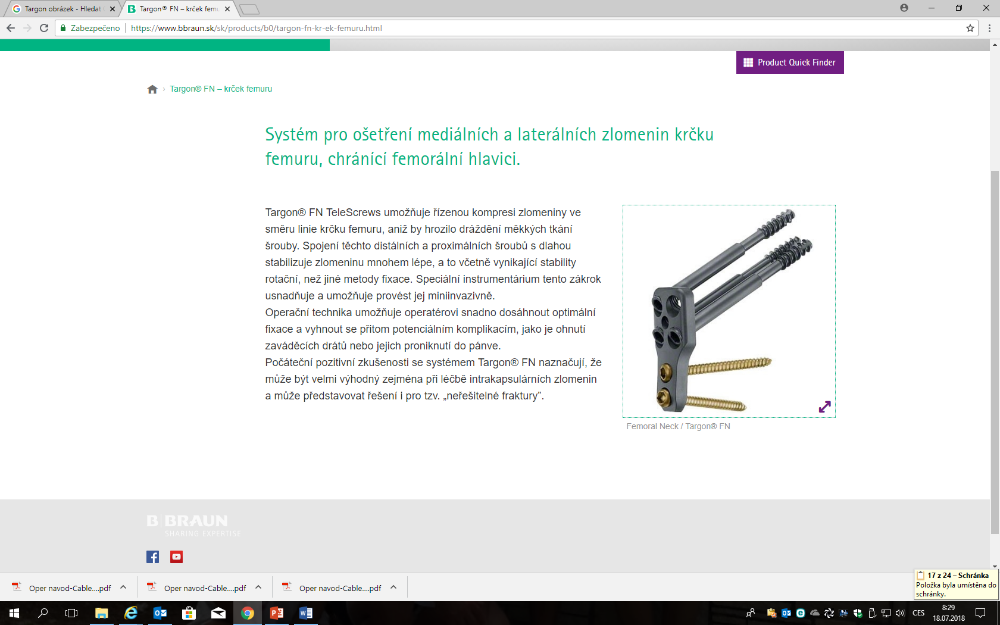 Targon obrázek - Hledat
Targon® FN – krček femu
Zabezpečeno
https://www.bbraun.sk/sk/products/b0/targon-fn-kr-ek-femuru.html
Product Quick Finder
› Targon® FN – krček femuru
Systém pro ošetření mediálních a laterálních zlomenin krčku
femuru, chránící femorální hlavici.
Targon® FN TeleScrews umožňuje řízenou kompresi zlomeniny ve
směru linie krčku femuru, aniž by hrozilo dráždění měkkých tkání
šrouby. Spojení těchto distálních a proximálních šroubů s dlahou
stabilizuje zlomeninu mnohem lépe, a to včetně vynikající stability
rotační, než jiné metody fixace. Speciální instrumentárium tento zákrok
usnadňuje a umožňuje provést jej miniinvazivně.
Operační technika umožňuje operatérovi snadno dosáhnout optimální
fixace a vyhnout se přitom potenciálním komplikacím, jako je ohnutí
zaváděcích drátů nebo jejich proniknutí do pánve.
Počáteční pozitivní zkušenosti se systémem Targon® FN naznačují, že
může být velmi výhodný zejména při léčbě intrakapsulárních zlomenin
a může představovat řešení i pro tzv. „neřešitelné fraktury”.
Femoral Neck / Targon® FN
B BRAUN
SHARING EXPERTISE
Oper navod-Cable....pdf
Oper navod-Cable....pdf
Oper navod-Cable....pdf
17 z 24 – Schránka
Položka byla umístěna do
schránky.
CES
8:29
18.07.2018